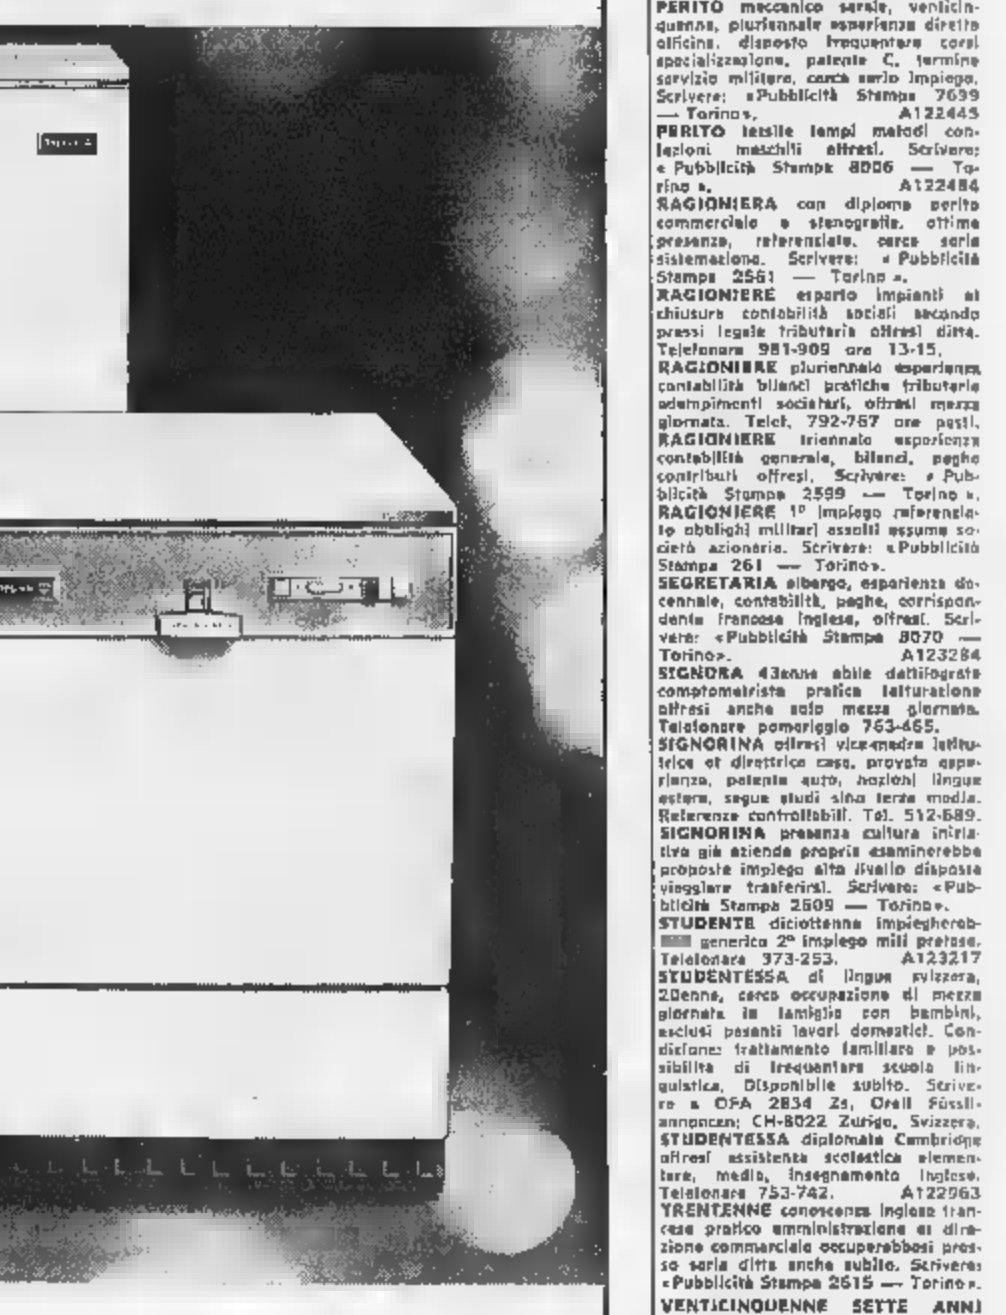 PERITO meccanico serale, venticin-
quenne, pluriennale esperienza diretta
officina, disposto frequentare corsi
specializzazione, patente C, termine
servizio militare, cerca serio impiego.
Scrivere: «Pubblicità Stampa 7699
— Torino». A122445
PERITO tessile tempi metodi con-
fezioni maschili offresi. Scrivere:
« Pubblicità Stampa 8006 — To-
rino ». A122484
RAGIONIERA con diploma perito
commerciale e stenografia, ottima
presenza, referenziata, cerca seria
sistemazione. Scrivere: « Pubblicità
Stampa 2561 — Torino ».
RAGIONIERE esperto impianti ei
chiusure contabilità sociali secondo
prassi legale tributaria offresi ditta.
Telefonare 981-909 ore 13-15.
RAGIONIERE pluriennale esperienza
contabilità bilanci pratiche tributarie
adempimenti societari, offresi mezza
giornata. Telef. 792-767 ore pasti.
RAGIONIERE triennale esperienza
contabilità generale, bilanci, paghe
contributi offresi. Scrivere: « Pub-
blicità Stampa 2599 — Torino ».
RAGIONIERE 1º impiego referenzia-
to obblighi militari assolti assume so-
cietà azionaria. Scrivere: «Pubblicità
Stampa 261 — Torino».
SEGRETARIA albergo, esperienza de-
cennale, contabilità, paghe, corrispon-
dente francese inglese, offresi. Scri-
vere: «Pubblicità Stampa 8070 —
Torino». A123284
SIGNORA 43enne abile dattilografa
comptometrista pratica fatturazione
offresi anche solo mezza giornata.
Telefonare pomeriggio 763-465.
SIGNORINA offresi vice-madre istitu-
trice et direttrice casa, provata espe-
rienza, patente auto, nozioni lingue
estere, segue studi sino terza media.
Referenze controllabili. Tel. 512-689.
SIGNORINA presenza cultura inizia-
tiva già azienda propria esaminerebbe
proposte impiego alto livello disposta
viaggiare trasferirsi. Scrivere: «Pub-
blicità Stampa 2609 — Torino».
STUDENTE diciottenne impiegherеb-
generico 2º impiego miti pretese.
Telefonare 373-253. A123217
STUDENTESSA di lingua svizzera,
20enne, cerca occupazione di mezza
giornata in famiglia con bambini,
esclusi pesanti lavori domestici. Con-
dizione: trattamento familiare e pos-
sibilità di frequentare scuola lin-
guistica. Disponibile subito. Scrive-
re a OFA 2834 Zs, Orell Füssli-
annoncen; CH-8022 Zurigo, Svizzera.
STUDENTESSA diplomata Cambridge
offresi assistenza scolastica elemen-
tare, media, insegnamento inglese.
Telefonare 753-742. A122963
TRENTENNE conoscenza inglese fran-
cese pratico amministrazione et dire-
zione commerciale occuperebbesi pres-
so seria ditta anche subito. Scrivere:
«Pubblicità Stampa 2615 — Torino».
VENTICINQUENNE SETTE ANNI